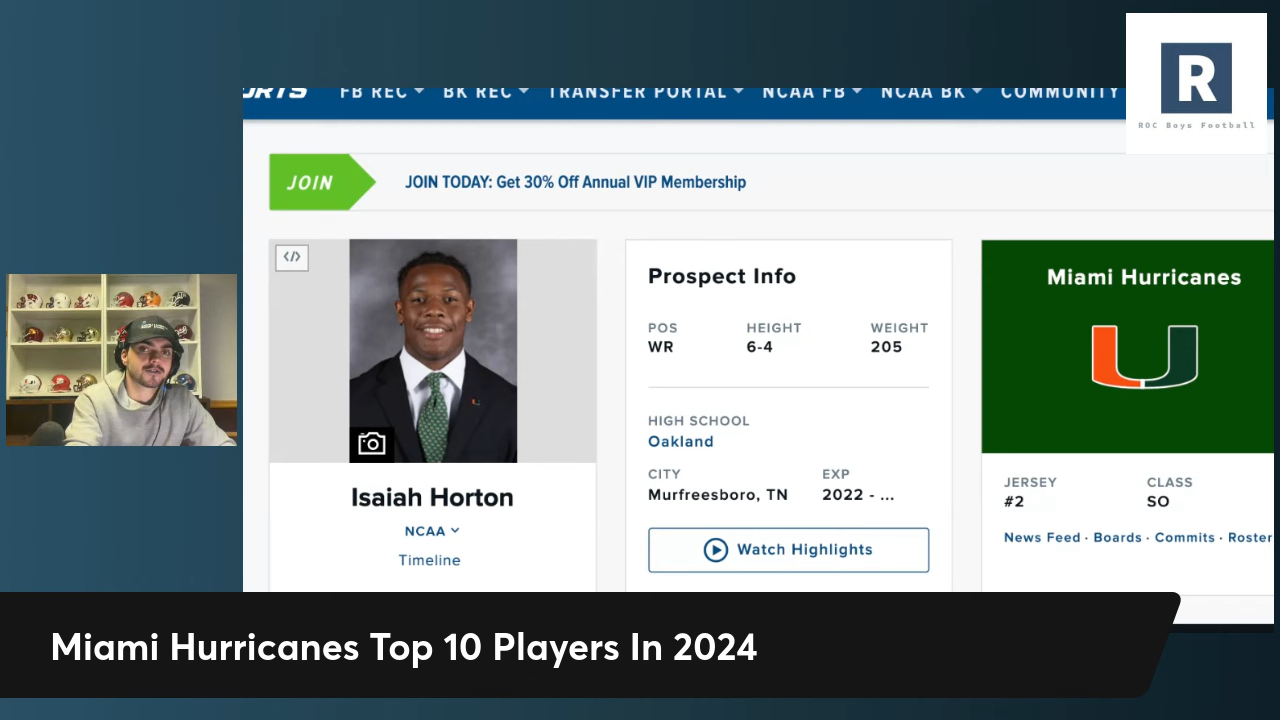 ORTS FB REC BK REC TRANSFER PORTAL NCAA FB NCAA BK COMMUNITY
R
ROC Boys Football
JOIN
JOIN TODAY: Get 30% Off Annual VIP Membership
</>
Prospect Info
Miami Hurricanes
POS HEIGHT WEIGHT
WR 6-4 205
HIGH SCHOOL
Oakland
CITY EXP
Murfreesboro, TN 2022 - ...
Watch Highlights
JERSEY CLASS
#2 SO
News Feed · Boards · Commits · Roster
Isaiah Horton
NCAA
Timeline
Miami Hurricanes Top 10 Players In 2024